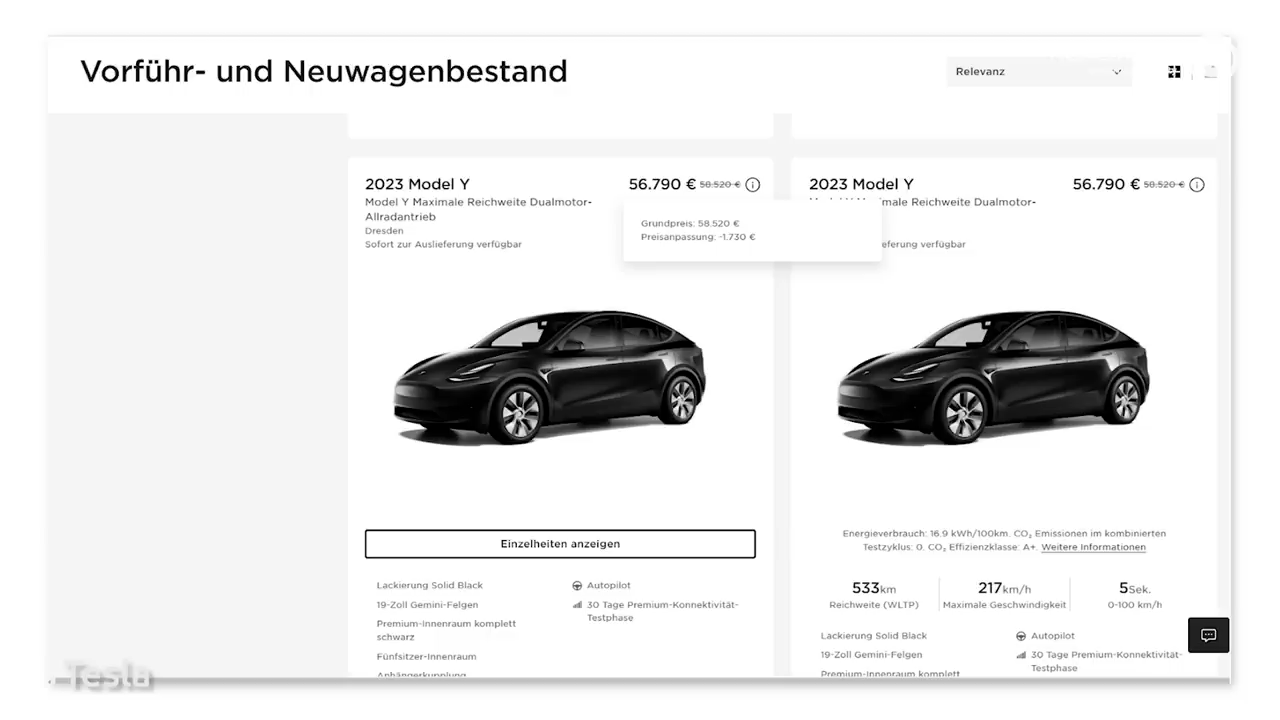 Vorführ- und Neuwagenbestand
Relevanz
2023 Model Y
56.790 € 58.520 €
Model Y Maximale Reichweite Dualmotor-
Allradantrieb
Dresden
Sofort zur Auslieferung verfügbar
Grundpreis: 58.520 €
Preisanpassung: -1.730 €
Einzelheiten anzeigen
Lackierung Solid Black
19-Zoll Gemini-Felgen
Premium-Innenraum komplett
schwarz
Fünfsitzer-Innenraum
Anhängerkupplung
Autopilot
30 Tage Premium-Konnektivität-
Testphase
2023 Model Y
56.790 € 58.520 €
Maximale Reichweite Dualmotor-
eferung verfügbar
Energieverbrauch: 16.9 kWh/100km. CO₂ Emissionen im kombinierten
Testzyklus: 0. CO₂ Effizienzklasse: A+. Weitere Informationen
533km
Reichweite (WLTP)
217km/h
Maximale Geschwindigkeit
5Sek.
0-100 km/h
Lackierung Solid Black
19-Zoll Gemini-Felgen
Premium-Innenraum komplett
Autopilot
30 Tage Premium-Konnektivität-
Testphase
Tesla